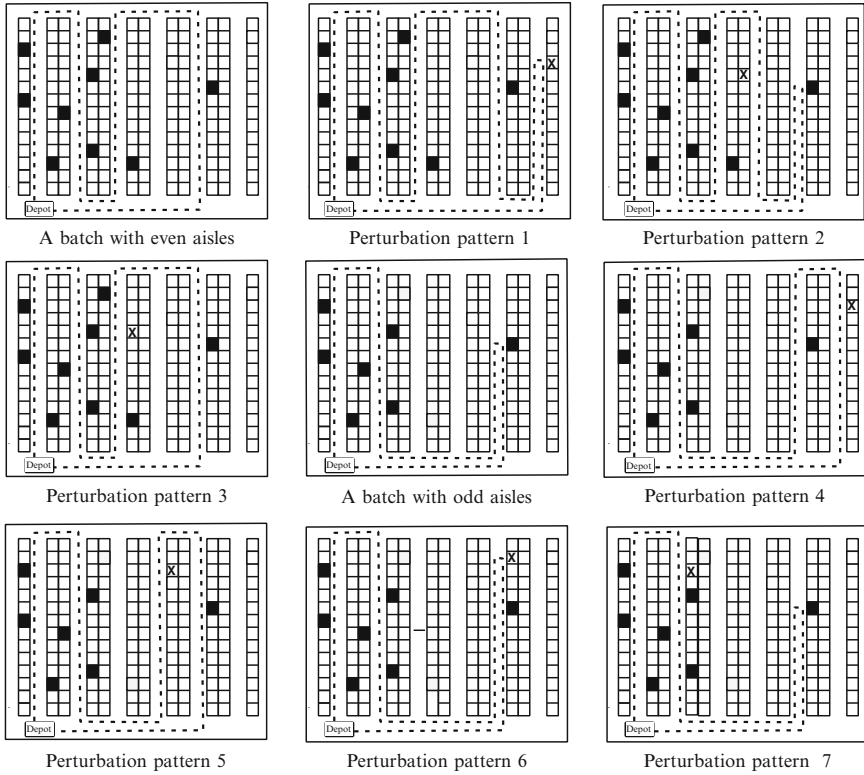 Depot
Depot
Depot
A batch with even aisles
Perturbation pattern 1
Perturbation pattern 2
X
X
X
Depot
Depot
Depot
Perturbation pattern 3
A batch with odd aisles
Perturbation pattern 4
X
X
X
X
Depot
Depot
Depot
Perturbation pattern 5
Perturbation pattern 6
Perturbation pattern 7